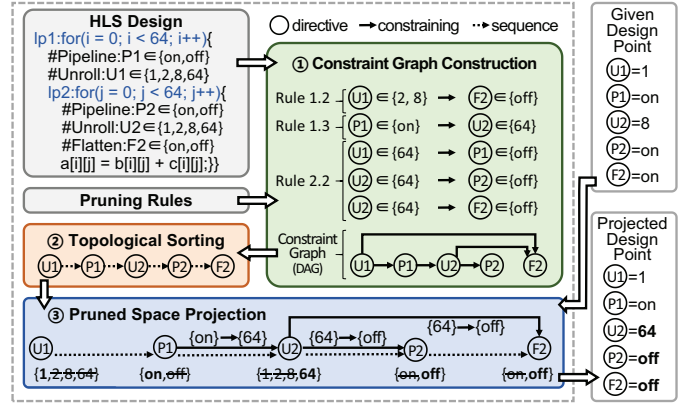 HLS Design
lp1:for(i = 0; i < 64; i++){
#Pipeline:P1∈{on,off}
#Unroll:U1∈{1,2,8,64}
lp2:for(j = 0; j < 64; j++){
#Pipeline:P2∈{on,off}
#Unroll:U2∈{1,2,8,64}
#Flatten:F2∈{on,off}
a[i][j] = b[i][j] + c[i][j];}}
Pruning Rules
directive constraining sequence
① Constraint Graph Construction
Rule 1.2 U1 ∈ {2, 8} F2 ∈ {off}
Rule 1.3 P1 ∈ {on} U2 ∈ {64}
U1 ∈ {64} P1 ∈ {off}
Rule 2.2 U2 ∈ {64} P2 ∈ {off}
U2 ∈ {64} F2 ∈ {off}
Constraint
Graph
(DAG)
U1 P1 U2 P2 F2
② Topological Sorting
U1 P1 U2 P2 F2
③ Pruned Space Projection
{on}→{64} {64}→{off} {64}→{off}
U1 P1 U2 P2 F2
{1,2,8,64} {on,off} {1,2,8,64} {on,off} {on,off}
Given
Design
Point
U1=1
P1=on
U2=8
P2=on
F2=on
Projected
Design
Point
U1=1
P1=on
U2=64
P2=off
F2=off